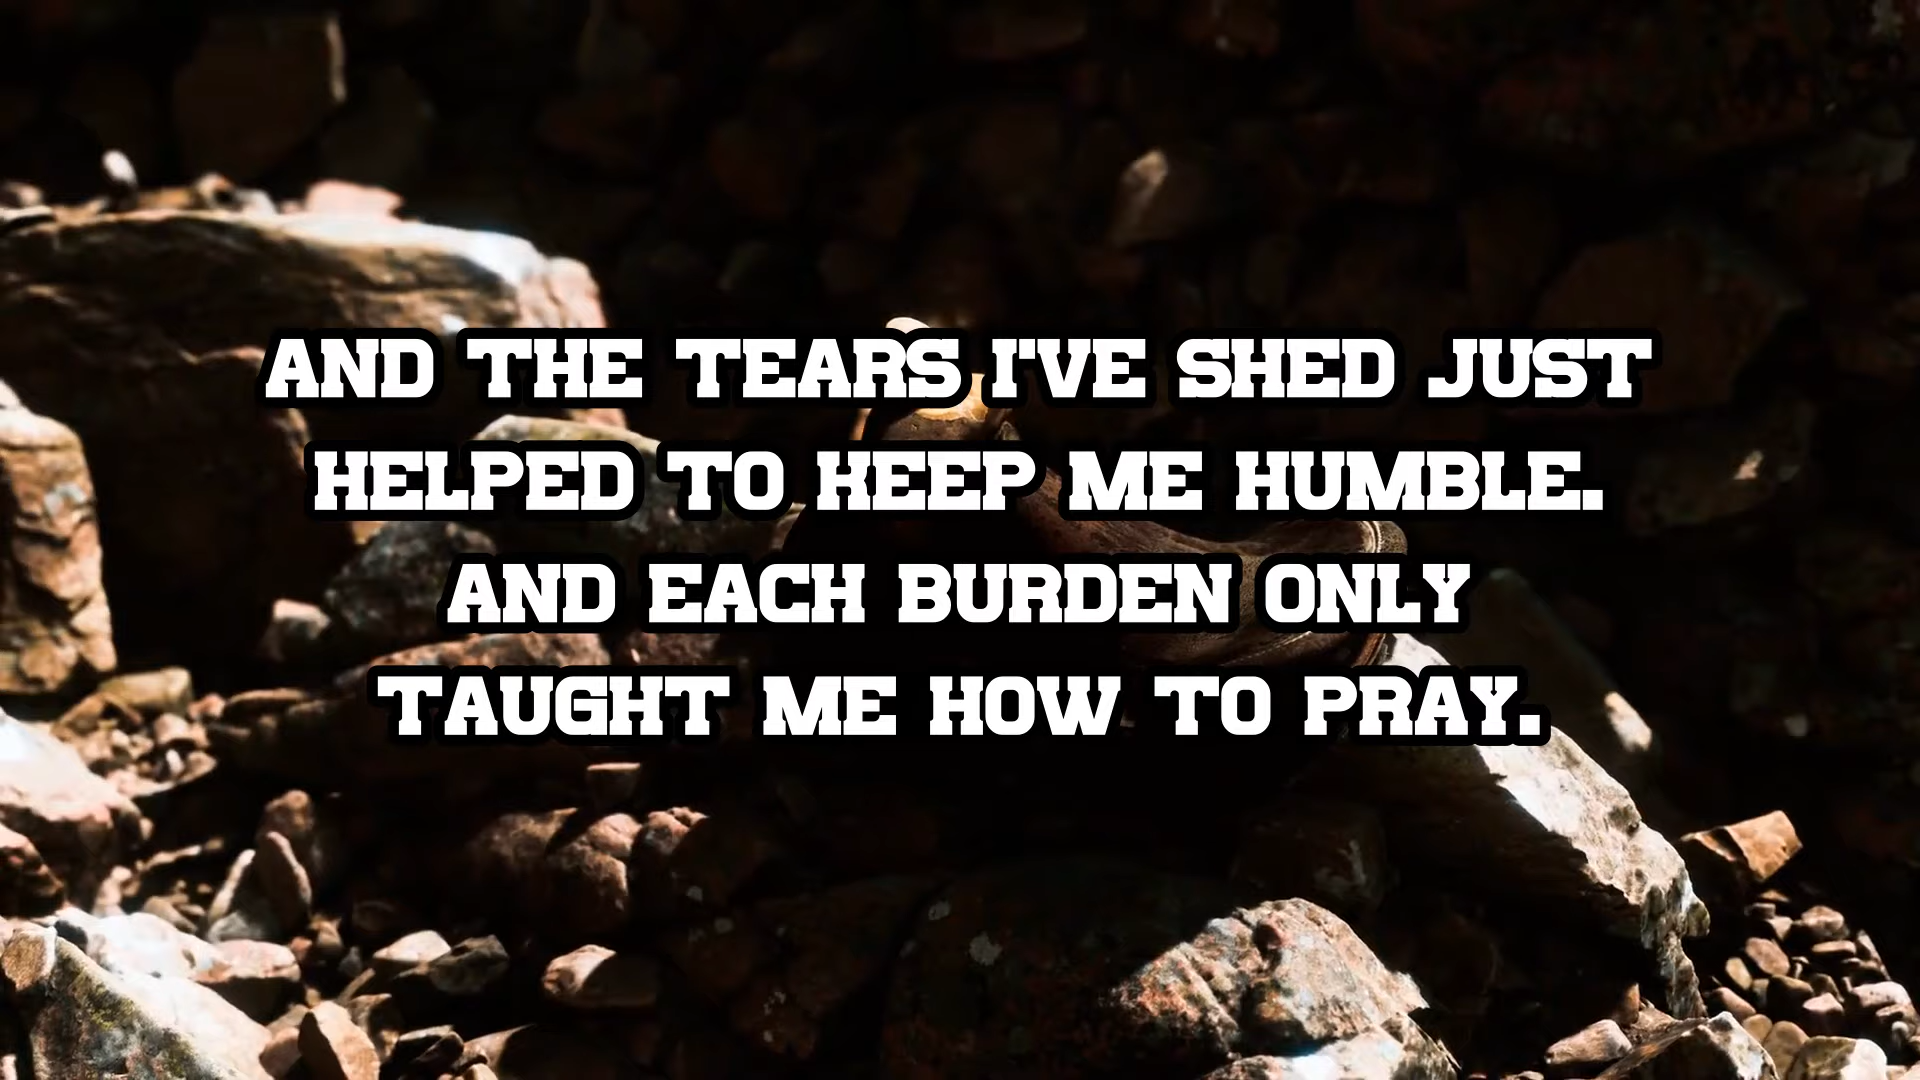 AND THE TEARS I'VE SHED JUST
HELPED TO KEEP ME HUMBLE.
AND EACH BURDEN ONLY
TAUGHT ME HOW TO PRAY.